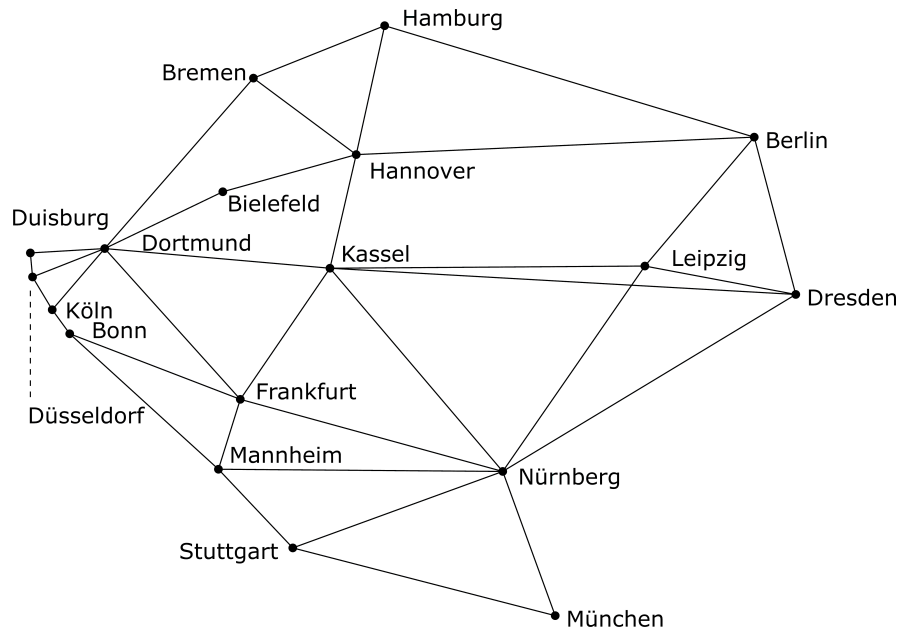 Hamburg
Bremen
Berlin
Hannover
Bielefeld
Duisburg
Dortmund
Kassel
Leipzig
Dresden
Köln
Bonn
Frankfurt
Düsseldorf
Mannheim
Nürnberg
Stuttgart
München